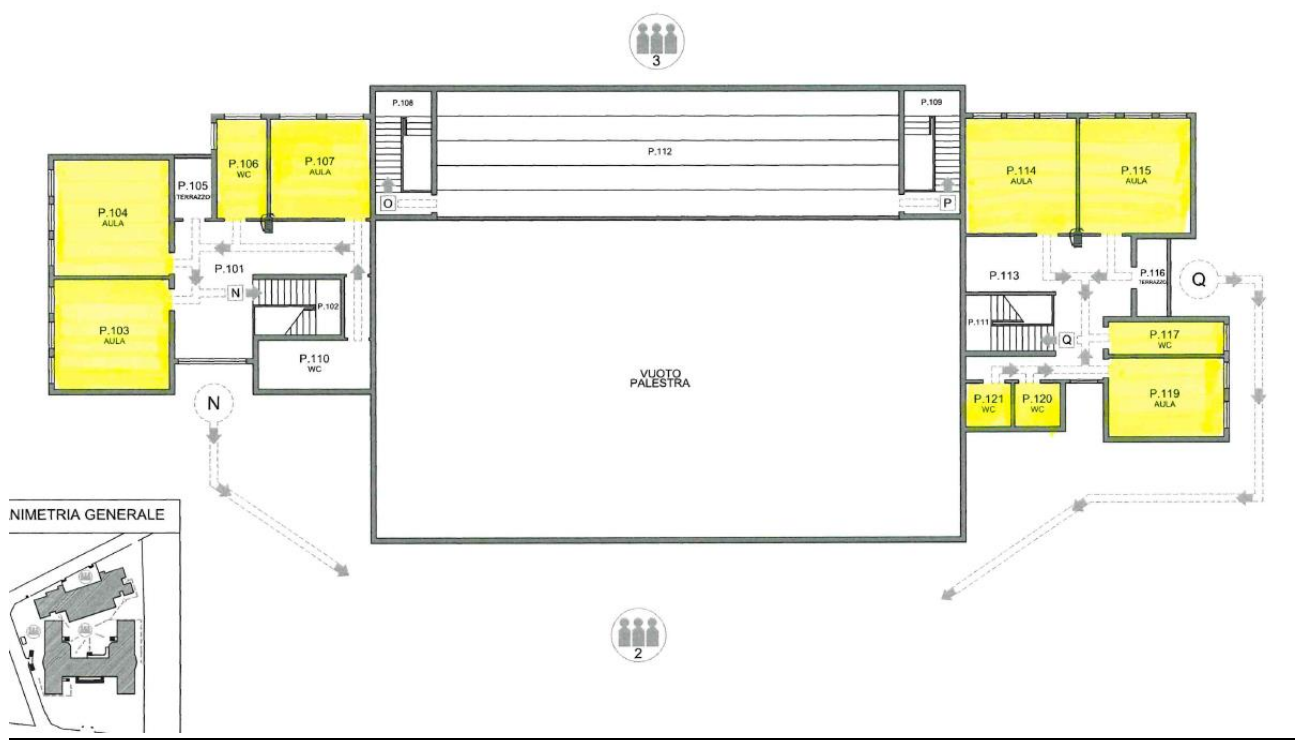 3
P.108
P.109
P.112
P.106
WC
P.107
AULA
P.105
TERRAZZO
P.104
AULA
P.101
N
P.102
P.103
AULA
P.110
WC
O
P
VUOTO
PALESTRA
P.114
AULA
P.115
AULA
P.113
P.116
TERRAZZO
Q
P.111
Q
P.117
WC
P.119
AULA
P.121
WC
P.120
WC
N
ANIMETRIA GENERALE
2